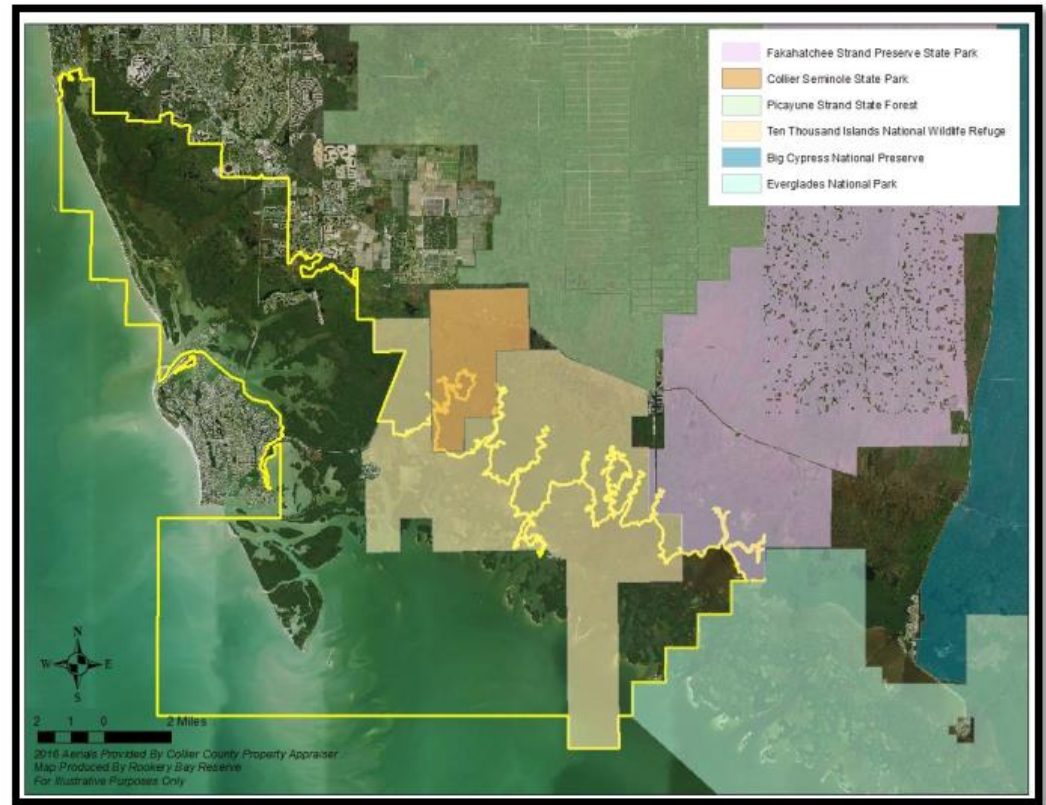 Fakahatchee Strand Preserve State Park
Collier Seminole State Park
Picayune Strand State Forest
Ten Thousand Islands National Wildlife Refuge
Big Cypress National Preserve
Everglades National Park
N
W E
S
2 1 0 2 Miles
2016 Aerials Provided By Collier County Property Appraiser
Map Produced By Rookery Bay Reserve
For Illustrative Purposes Only